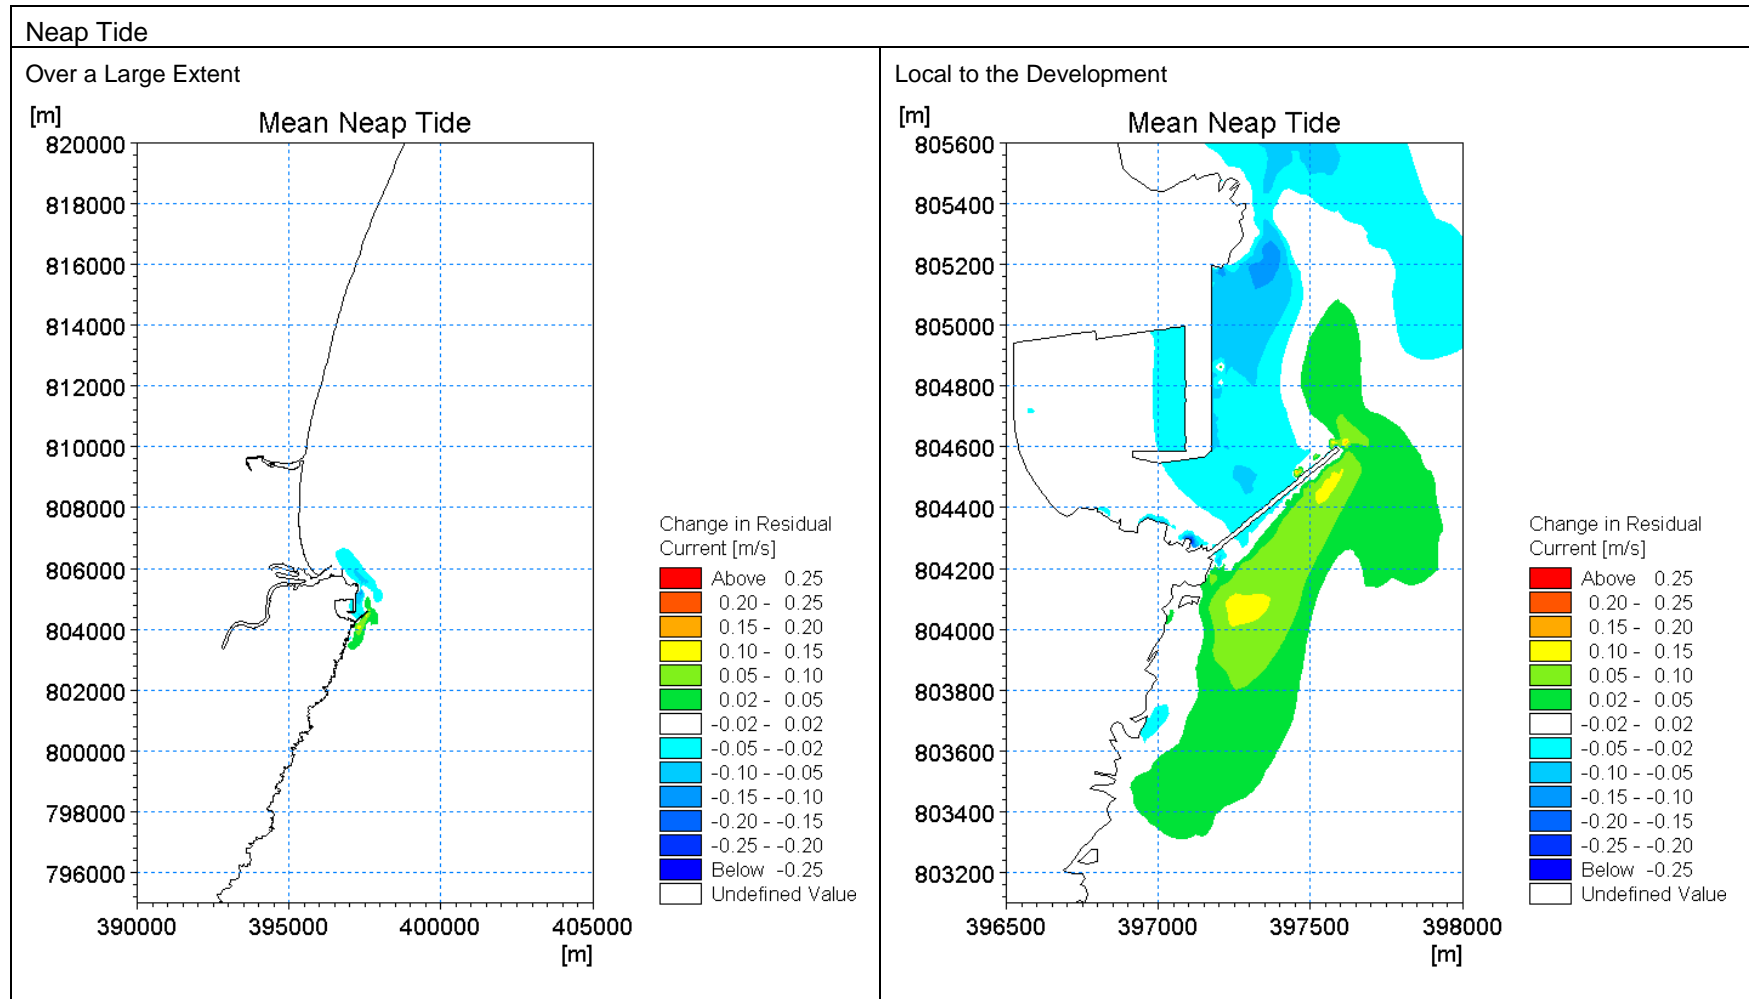 Neap Tide
Over a Large Extent
[m]
Mean Neap Tide
820000
818000
816000
814000
812000
810000
808000
806000
804000
802000
800000
798000
796000
390000 395000 400000 405000
[m]
Change in Residual
Current [m/s]
Above 0.25
0.20 - 0.25
0.15 - 0.20
0.10 - 0.15
0.05 - 0.10
0.02 - 0.05
-0.02 - 0.02
-0.05 - -0.02
-0.10 - -0.05
-0.15 - -0.10
-0.20 - -0.15
-0.25 - -0.20
Below -0.25
Undefined Value
Local to the Development
[m]
Mean Neap Tide
805600
805400
805200
805000
804800
804600
804400
804200
804000
803800
803600
803400
803200
396500 397000 397500 398000
[m]
Change in Residual
Current [m/s]
Above 0.25
0.20 - 0.25
0.15 - 0.20
0.10 - 0.15
0.05 - 0.10
0.02 - 0.05
-0.02 - 0.02
-0.05 - -0.02
-0.10 - -0.05
-0.15 - -0.10
-0.20 - -0.15
-0.25 - -0.20
Below -0.25
Undefined Value